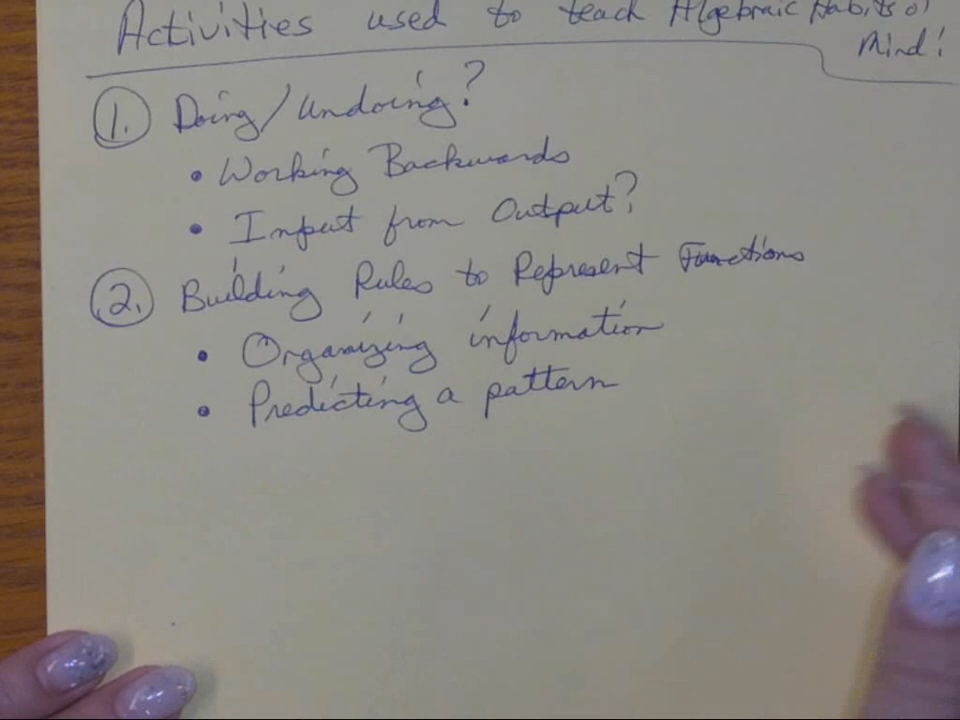 Activities used to teach Algebraic Habits of
Mind!
1. Doing/Undoing?
• Working Backwards
• Input from Output?
2. Building Rules to Represent Functions
• Organizing information
• Predicting a pattern